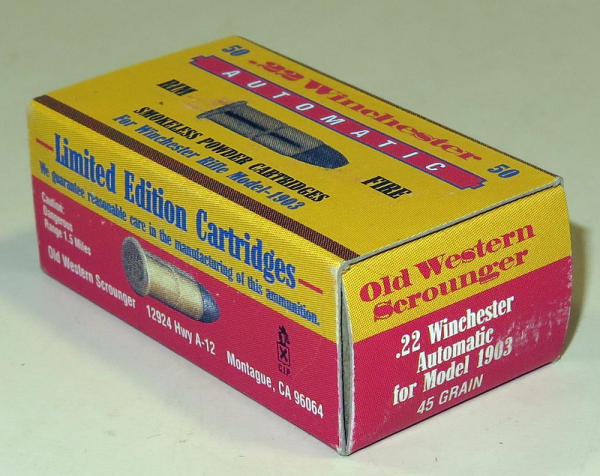 50 .22 Winchester
AUTOMATIC
RIM
FIRE
50
SMOKELESS POWDER CARTRIDGES
For Winchester Rifle Model-1903
Limited Edition Cartridges
We guarantee reasonable care in the manufacturing of this ammunition.
Caution:
Dangerous
Range 1.5 Miles
Old Western Scrounger 12924 Hwy A-12 Montague, CA 96064
C.I.P.
Old Western
Scrounger
.22 Winchester
Automatic
for Model 1903
45 GRAIN